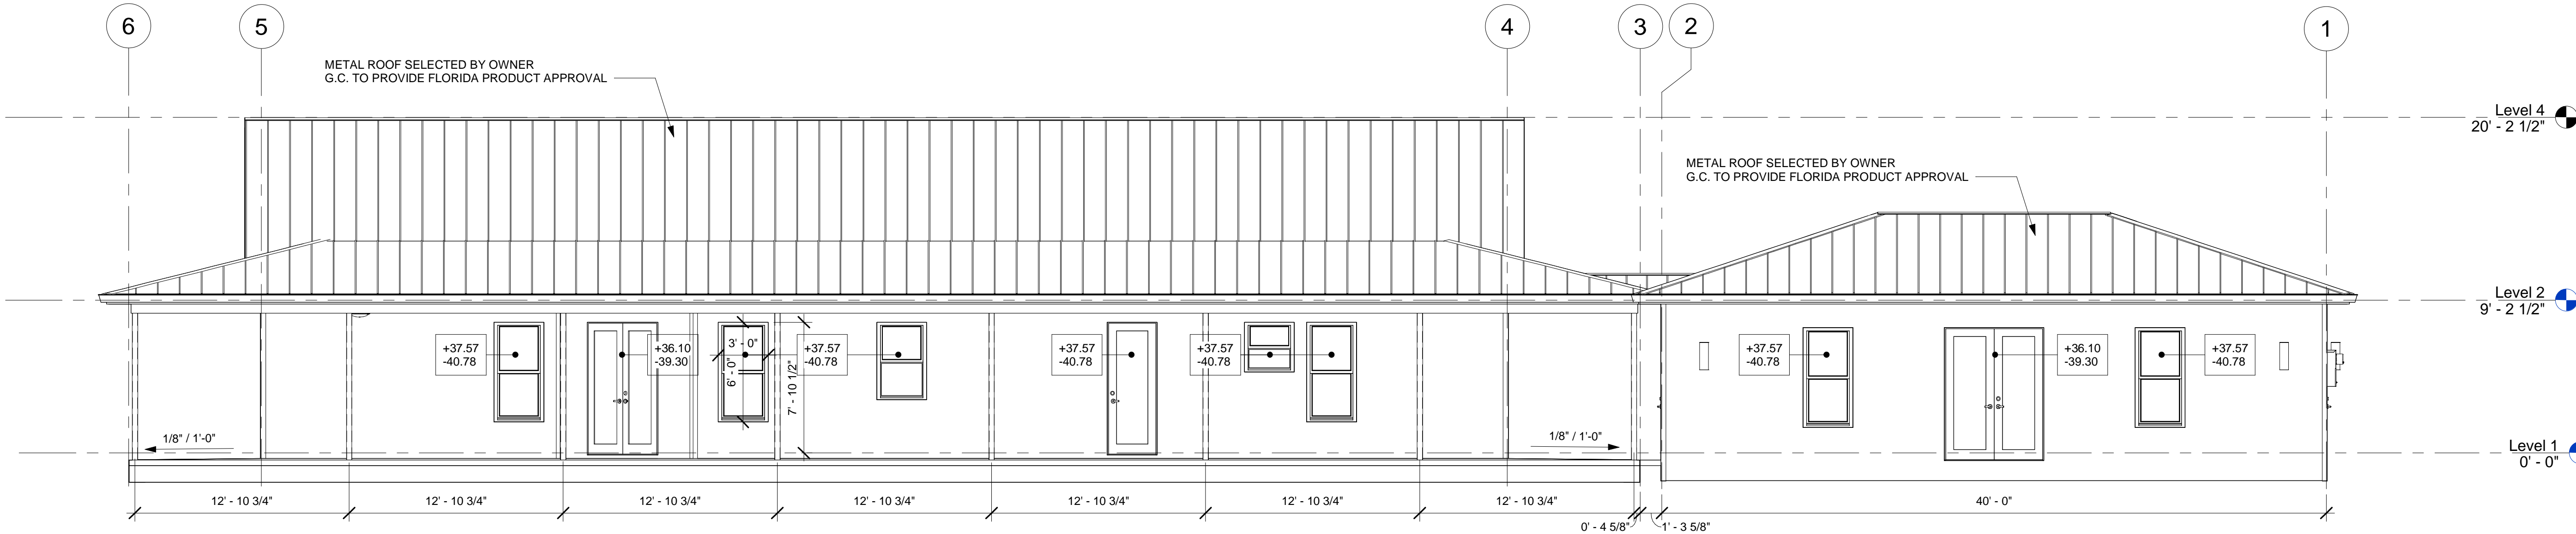 6
5
4
3
2
1
METAL ROOF SELECTED BY OWNER
G.C. TO PROVIDE FLORIDA PRODUCT APPROVAL
Level 4
20' - 2 1/2"
METAL ROOF SELECTED BY OWNER
G.C. TO PROVIDE FLORIDA PRODUCT APPROVAL
Level 2
9' - 2 1/2"
+37.57
-40.78
+36.10
-39.30
3' - 0"
6' - 0"
7' - 10 1/2"
+37.57
-40.78
+37.57
-40.78
+37.57
-40.78
+37.57
-40.78
+36.10
-39.30
+37.57
-40.78
1/8" / 1'-0"
1/8" / 1'-0"
Level 1
0' - 0"
12' - 10 3/4"
12' - 10 3/4"
12' - 10 3/4"
12' - 10 3/4"
12' - 10 3/4"
12' - 10 3/4"
12' - 10 3/4"
0' - 4 5/8"
1' - 3 5/8"
40' - 0"